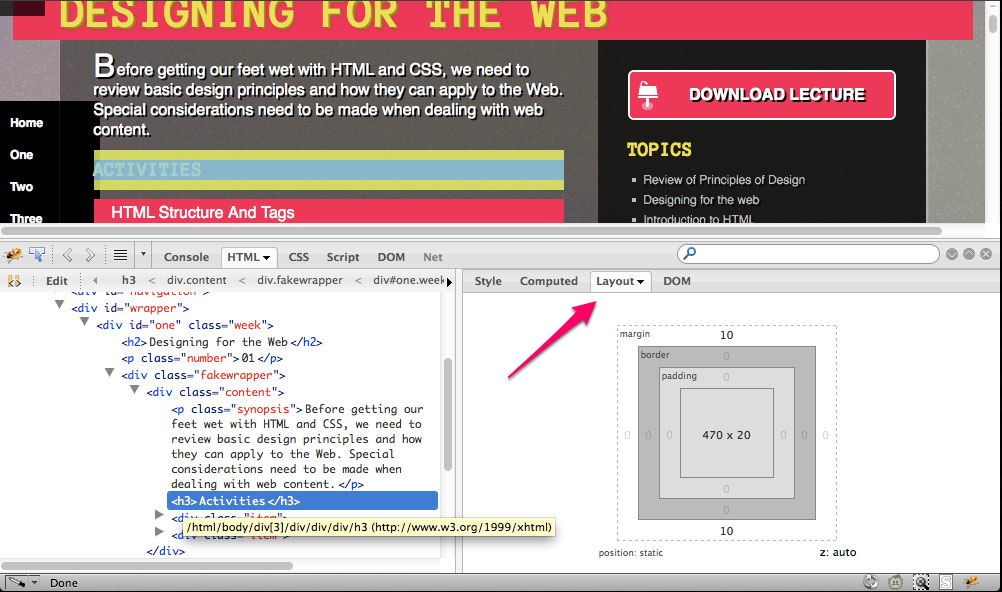 DESIGNING FOR THE WEB
Before getting our feet wet with HTML and CSS, we need to
review basic design principles and how they can apply to the Web.
Special considerations need to be made when dealing with web
content.
Home
One
Two
Three
ACTIVITIES
HTML Structure And Tags
DOWNLOAD LECTURE
TOPICS
Review of Principles of Design
Designing for the web
Introduction to HTML
Console HTML CSS Script DOM Net
Edit h3 < div.content < div.fakewrapper < div#one.week
<div id="navigation">
<div id="wrapper">
<div id="one" class="week">
<h2>Designing for the Web</h2>
<p class="number">01</p>
<div class="fakewrapper">
<div class="content">
<p class="synopsis">Before getting our
feet wet with HTML and CSS, we need to
review basic design principles and how
they can apply to the Web. Special
considerations need to be made when
dealing with web content.</p>
<h3>Activities</h3>
<div class="item">
/html/body/div[3]/div/div/div/h3 (http://www.w3.org/1999/xhtml)
<div class="item">
</div>
Style Computed Layout DOM
margin 10
border 0
padding 0
0 0 0 470 x 20 0 0 0
0
0
10
position: static z: auto
Done